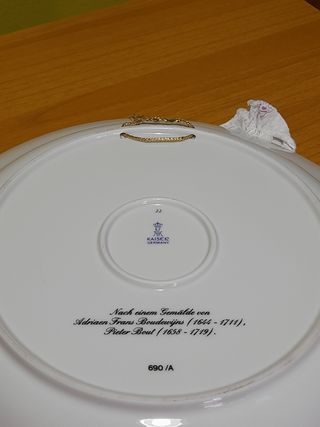 22
KAISER
GERMANY
Nach einem Gemälde von
Adriaen Frans Boudewijns (1644 - 1711),
Pieter Bout (1658 - 1719).
690 /A